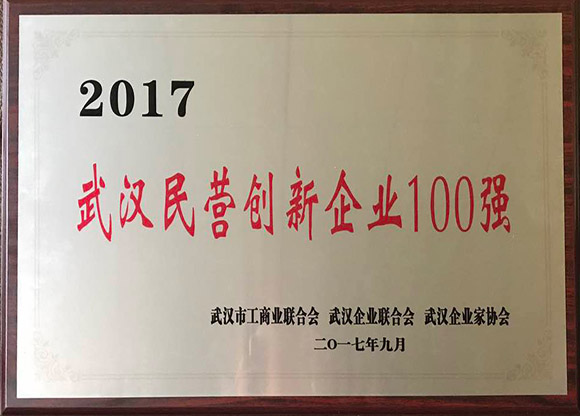 2017
武汉民营创新企业100强
武汉市工商业联合会 武汉企业联合会 武汉企业家协会
二〇一七年九月